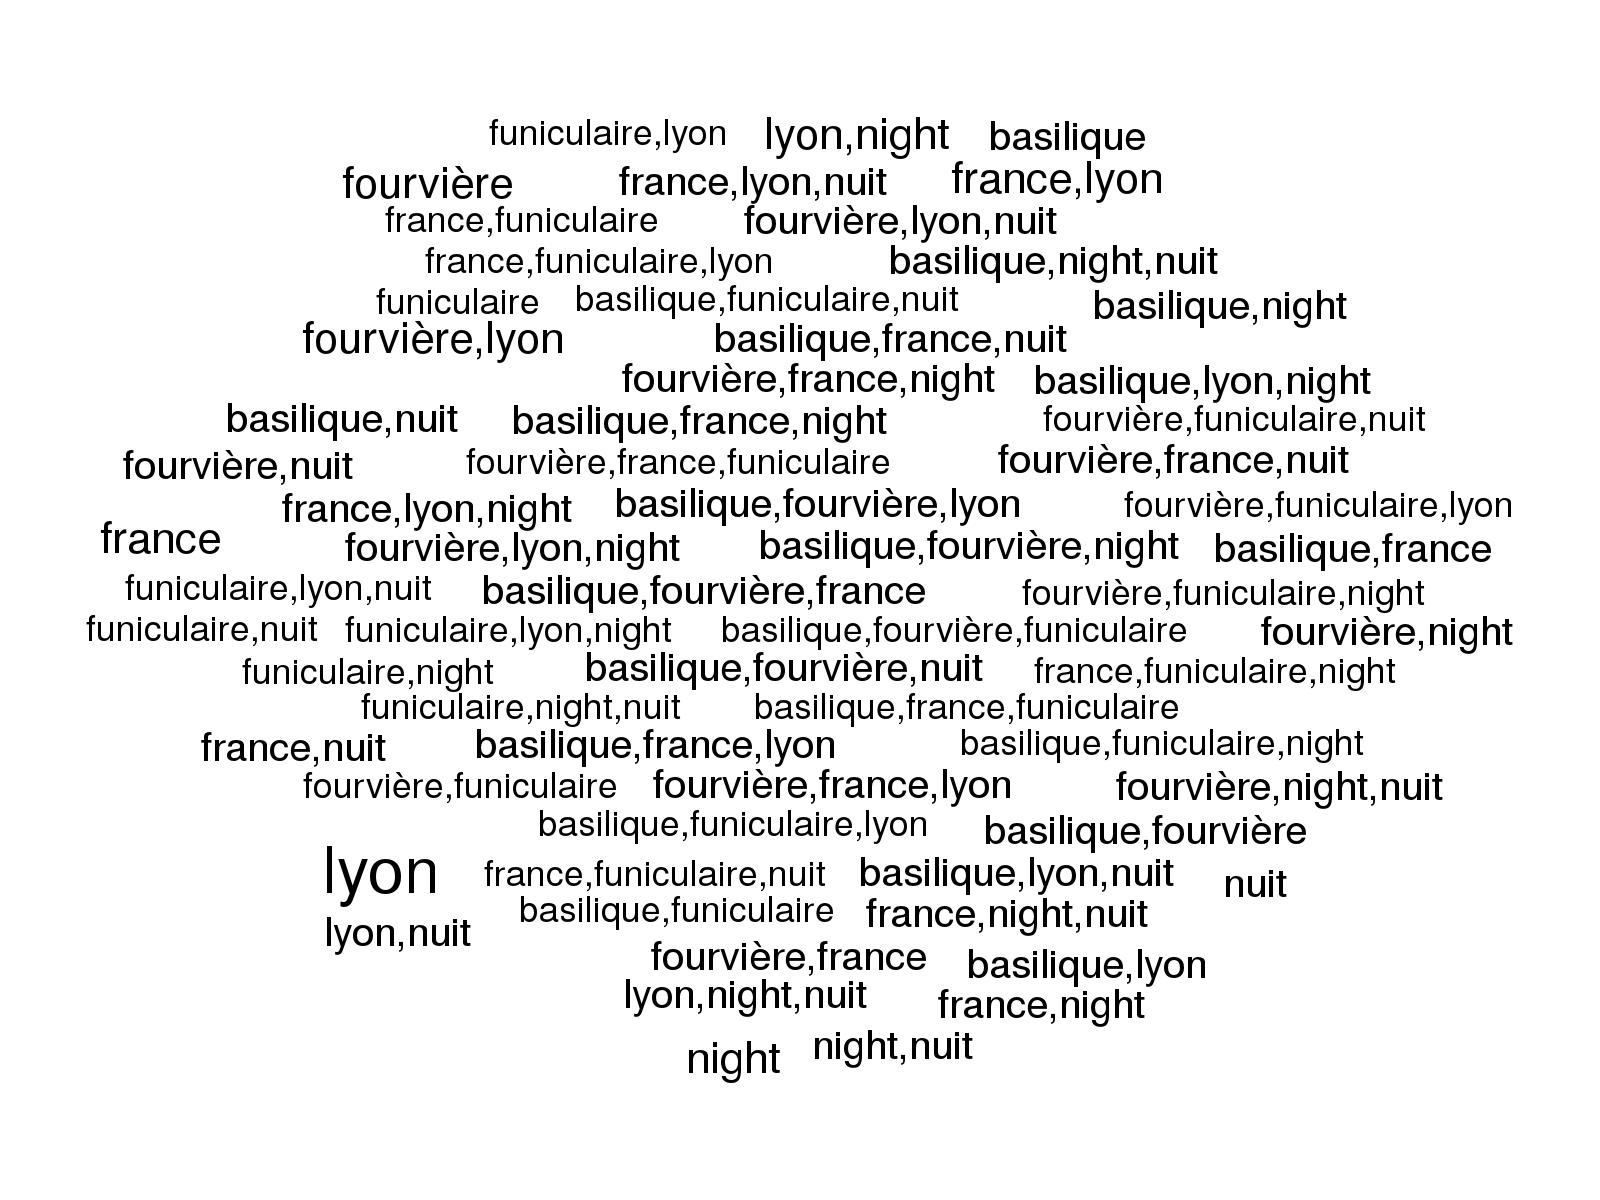 funiculaire,lyon lyon,night basilique
fourvière france,lyon,nuit france,lyon
france,funiculaire fourvière,lyon,nuit
france,funiculaire,lyon basilique,night,nuit
funiculaire basilique,funiculaire,nuit basilique,night
fourvière,lyon basilique,france,nuit
fourvière,france,night basilique,lyon,night
basilique,nuit basilique,france,night fourvière,funiculaire,nuit
fourvière,nuit fourvière,france,funiculaire fourvière,france,nuit
france,lyon,night basilique,fourvière,lyon fourvière,funiculaire,lyon
france fourvière,lyon,night basilique,fourvière,night basilique,france
funiculaire,lyon,nuit basilique,fourvière,france fourvière,funiculaire,night
funiculaire,nuit funiculaire,lyon,night basilique,fourvière,funiculaire fourvière,night
funiculaire,night basilique,fourvière,nuit france,funiculaire,night
funiculaire,night,nuit basilique,france,funiculaire
france,nuit basilique,france,lyon basilique,funiculaire,night
fourvière,funiculaire fourvière,france,lyon fourvière,night,nuit
basilique,funiculaire,lyon basilique,fourvière
lyon france,funiculaire,nuit basilique,lyon,nuit nuit
basilique,funiculaire france,night,nuit
lyon,nuit
fourvière,france basilique,lyon
lyon,night,nuit france,night
night night,nuit